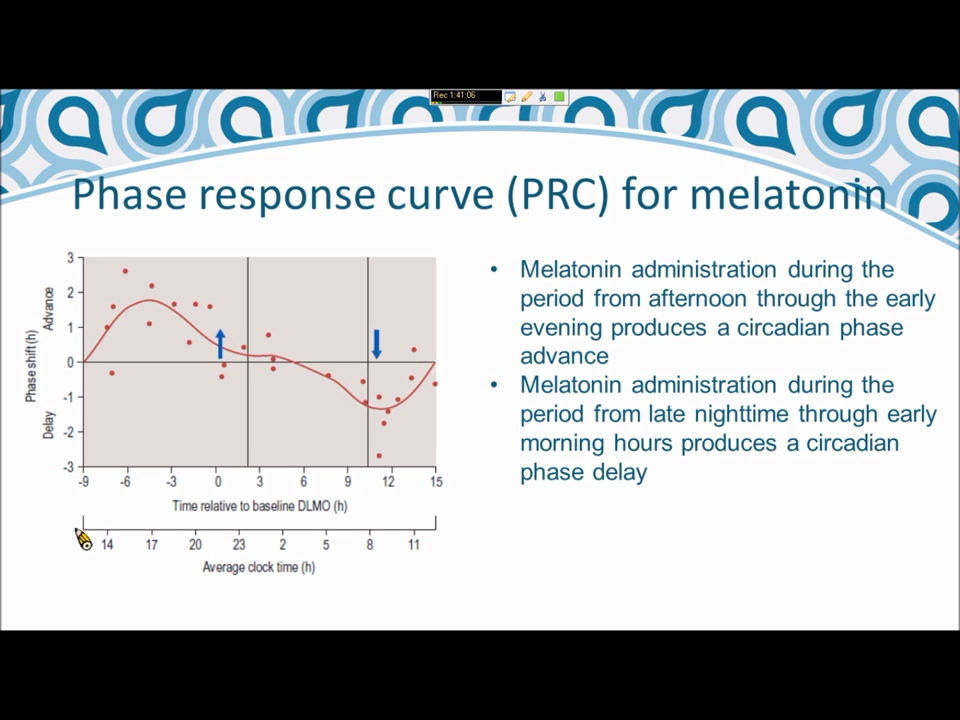 Rec 1:41:06
Phase response curve (PRC) for melatonin
3
2
1
0
-1
-2
-3
Advance
Phase shift (h)
Delay
-9 -6 -3 0 3 6 9 12 15
Time relative to baseline DLMO (h)
14 17 20 23 2 5 8 11
Average clock time (h)
• Melatonin administration during the
period from afternoon through the early
evening produces a circadian phase
advance
• Melatonin administration during the
period from late nighttime through early
morning hours produces a circadian
phase delay